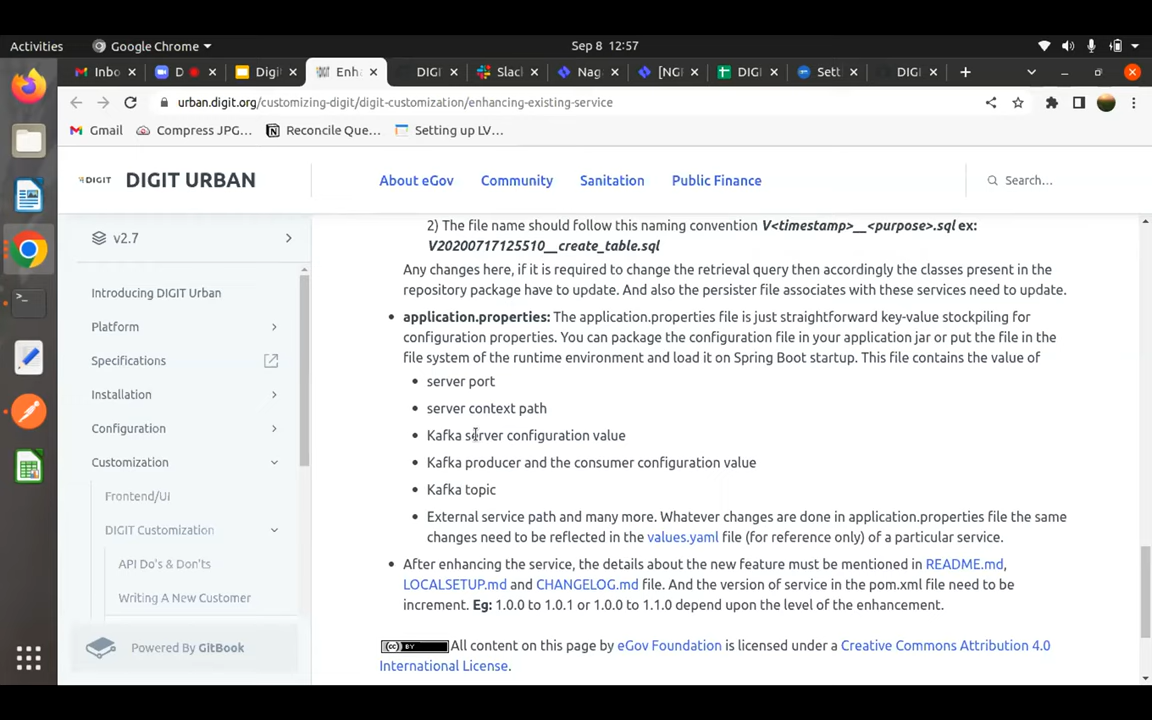 Activities
Google Chrome
Sep 8 12:57
Inbo
D
Digi
Enh
DIGI
Slac
Nag
[NG
DIGI
Sett
DIGI
urban.digit.org/customizing-digit/digit-customization/enhancing-existing-service
Gmail
Compress JPG...
Reconcile Que...
Setting up LV...
DIGIT
DIGIT URBAN
About eGov
Community
Sanitation
Public Finance
Search...
v2.7
Introducing DIGIT Urban
Platform
Specifications
Installation
Configuration
Customization
Frontend/UI
DIGIT Customization
API Do's & Don'ts
Writing A New Customer
Powered By GitBook
2) The file name should follow this naming convention V<timestamp>__<purpose>.sql ex:
V20200717125510__create_table.sql
Any changes here, if it is required to change the retrieval query then accordingly the classes present in the
repository package have to update. And also the persister file associates with these services need to update.
application.properties: The application.properties file is just straightforward key-value stockpiling for
configuration properties. You can package the configuration file in your application jar or put the file in the
file system of the runtime environment and load it on Spring Boot startup. This file contains the value of
server port
server context path
Kafka server configuration value
Kafka producer and the consumer configuration value
Kafka topic
External service path and many more. Whatever changes are done in application.properties file the same
changes need to be reflected in the values.yaml file (for reference only) of a particular service.
After enhancing the service, the details about the new feature must be mentioned in README.md,
LOCALSETUP.md and CHANGELOG.md file. And the version of service in the pom.xml file need to be
increment. Eg: 1.0.0 to 1.0.1 or 1.0.0 to 1.1.0 depend upon the level of the enhancement.
(cc) BY All content on this page by eGov Foundation is licensed under a Creative Commons Attribution 4.0
International License.